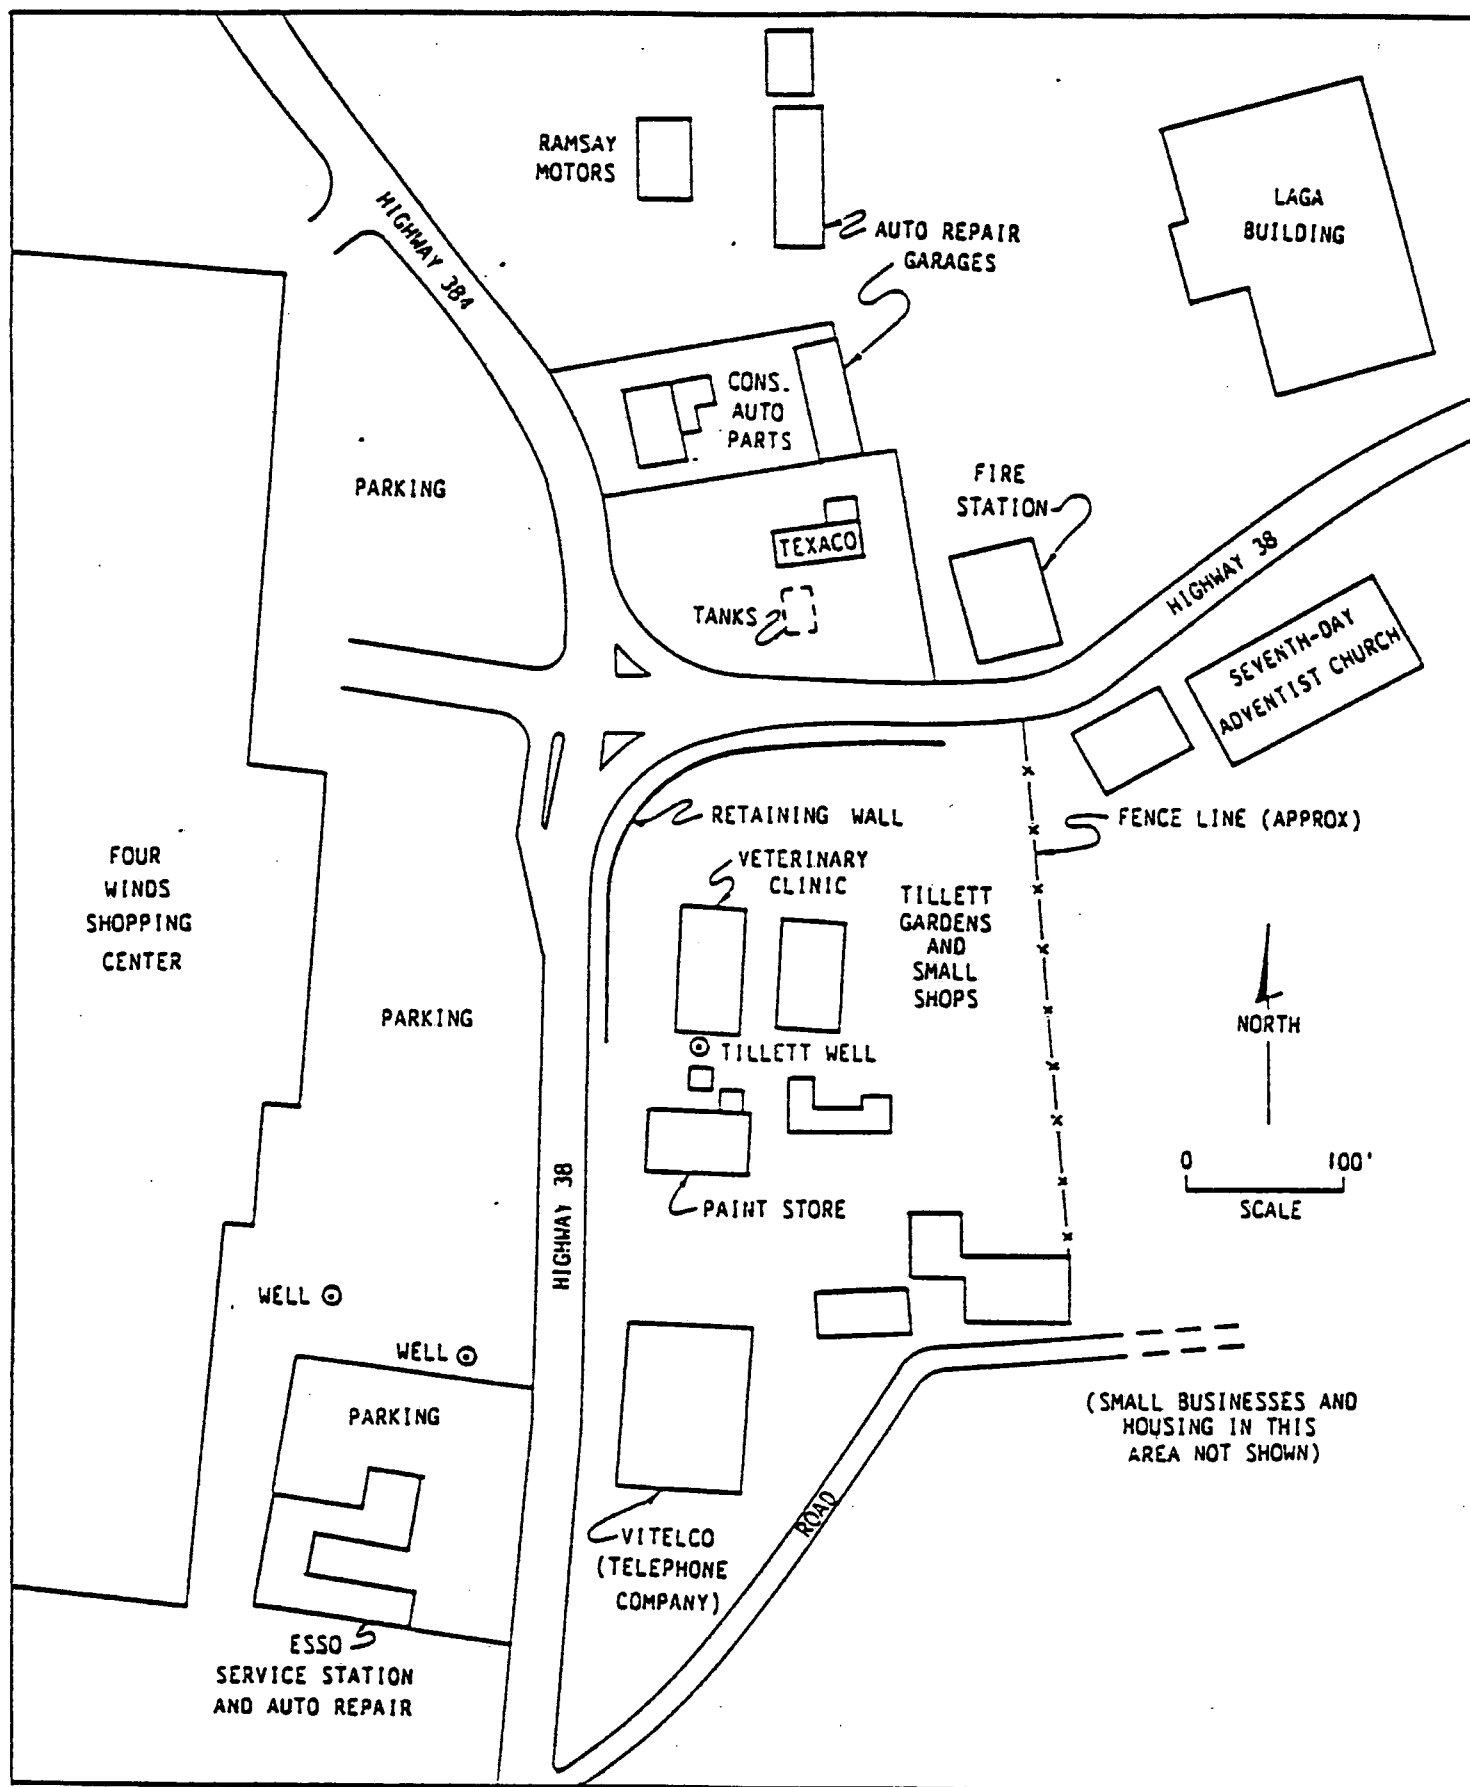 RAMSAY
MOTORS
LAGA
BUILDING
HIGHWAY 384
AUTO REPAIR
GARAGES
CONS.
AUTO
PARTS
PARKING
FIRE
STATION
TEXACO
TANKS
HIGHWAY 38
SEVENTH-DAY
ADVENTIST CHURCH
RETAINING WALL
FENCE LINE (APPROX)
FOUR
WINDS
SHOPPING
CENTER
VETERINARY
CLINIC
TILLETT
GARDENS
AND
SMALL
SHOPS
PARKING
NORTH
TILLETT WELL
0 100'
SCALE
PAINT STORE
HIGHWAY 38
WELL
WELL
PARKING
(SMALL BUSINESSES AND
HOUSING IN THIS
AREA NOT SHOWN)
ROAD
VITELCO
(TELEPHONE
COMPANY)
ESSO
SERVICE STATION
AND AUTO REPAIR